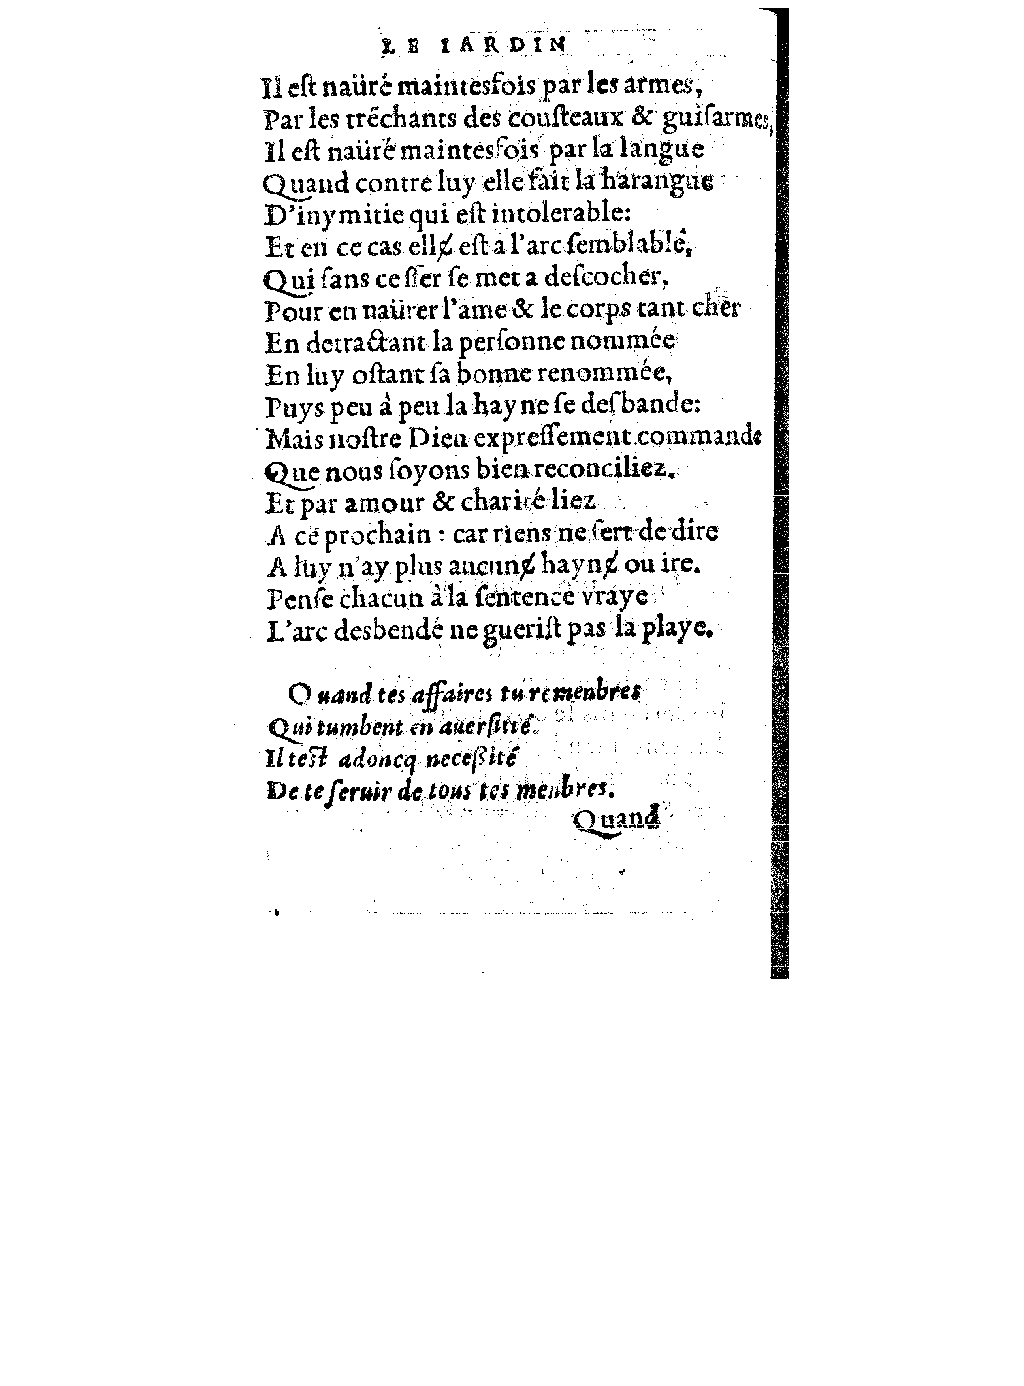 LE IARDIN
Il eſt naüré maintesfois par les armes,
Par les trẽchants des couſteaux & guiſarmes,
Il eſt naüré maintesfois par la langue
Quand contre luy elle fait la harangue
D'inymitie qui eſt intolerable:
Et en ce cas ellɇ eſt a l'arc ſemblable,
Qui ſans ceſſer ſe met a deſcocher,
Pour en naürer l'ame & le corps tant cher
En detractant la perſonne nommée
En luy oſtant ſa bonne renommée,
Puys peu à peu la hayne ſe deſbande:
Mais noſtre Dieu expreſſement commande
Que nous ſoyons bien reconciliez.
Et par amour & charité liez
A ce prochain : car riens ne ſert de dire
A luy n'ay plus aucunɇ haynɇ ou ire.
Penſe chacun à la ſentence vraye
L'arc desbendé ne gueriſt pas la playe.

Quand tes affaires tu remenbres
Qui tumbent en auerſitié.
Il teſt adoncq neceßité
De te ſeruir de tous tes menbres.
Quand